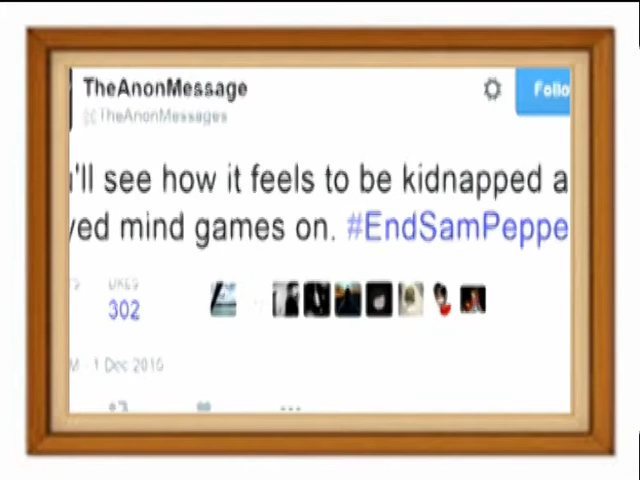 TheAnonMessage
Follo
@TheAnonMessages
u'll see how it feels to be kidnapped a
yed mind games on. #EndSamPeppe
LIKES
302
M - 1 Dec 2015